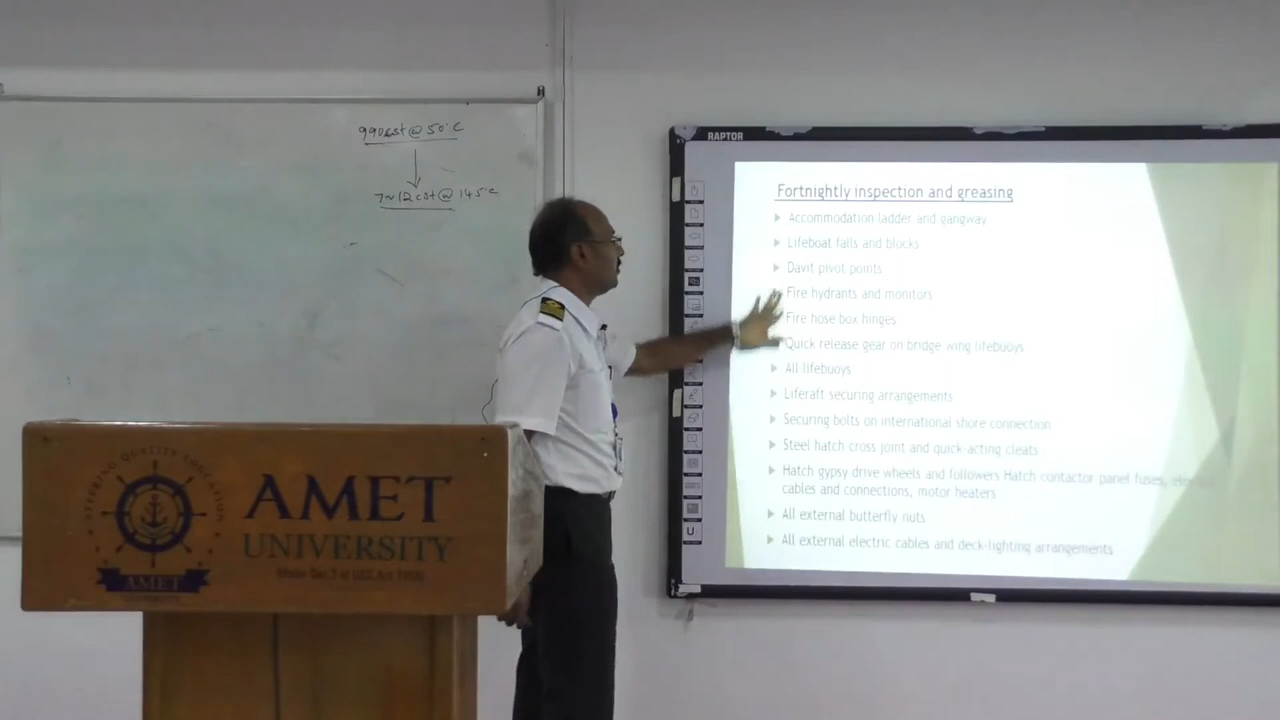 990cst @ 50°C
7~12 cst @ 145°C
RAPTOR
Fortnightly inspection and greasing
Accommodation ladder and gangway
Lifeboat falls and blocks
Davit pivot points
Fire hydrants and monitors
Fire hose box hinges
Quick release gear on bridge wing lifebuoys
All lifebuoys
Liferaft securing arrangements
Securing bolts on international shore connection
Steel hatch cross joint and quick-acting cleats
Hatch gypsy drive wheels and followers Hatch contactor panel fuses,
cables and connections, motor heaters
All external butterfly nuts
All external electric cables and deck-lighting arrangements
AMET
UNIVERSITY
AMET